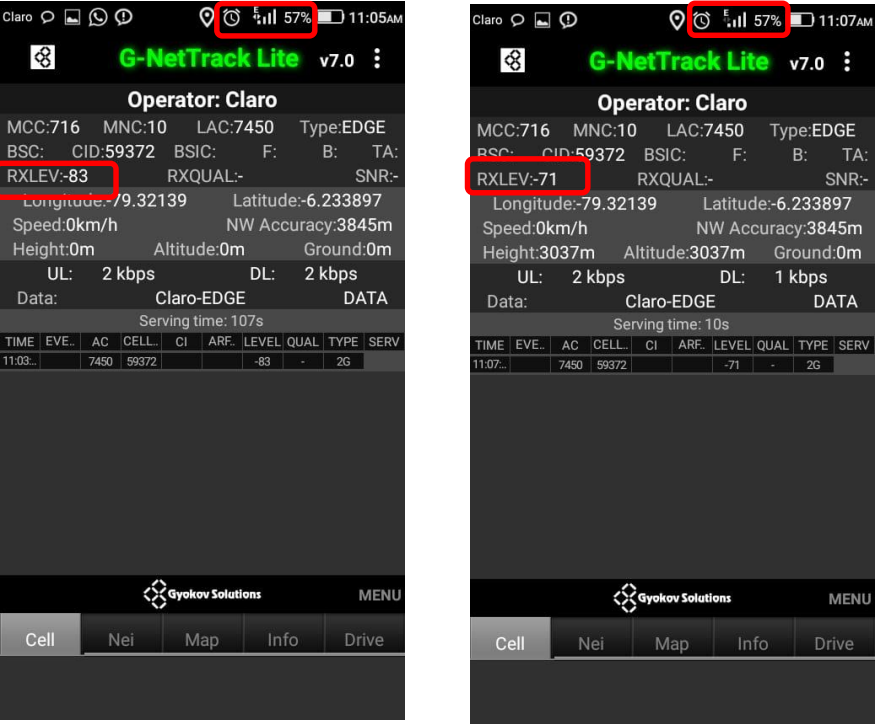 Claro 57% 11:05AM
G-NetTrack Lite v7.0
Operator: Claro
MCC:716 MNC:10 LAC:7450 Type:EDGE
BSC: CID:59372 BSIC: F: B: TA:
RXLEV:-83 RXQUAL:- SNR:-
Longitude:-79.32139 Latitude:-6.233897
Speed:0km/h NW Accuracy:3845m
Height:0m Altitude:0m Ground:0m
UL: 2 kbps DL: 2 kbps
Data: Claro-EDGE DATA
Serving time: 107s
TIME EVE.. AC CELL.. CI ARF.. LEVEL QUAL TYPE SERV
11:03:.. 7450 59372 -83 - 2G
Gyokov Solutions MENU
Cell Nei Map Info Drive
Claro E 57% 11:07AM
G-NetTrack Lite v7.0
Operator: Claro
MCC:716 MNC:10 LAC:7450 Type:EDGE
BSC: CID:59372 BSIC: F: B: TA:
RXLEV:-71 RXQUAL:- SNR:-
Longitude:-79.32139 Latitude:-6.233897
Speed:0km/h NW Accuracy:3845m
Height:3037m Altitude:3037m Ground:0m
UL: 2 kbps DL: 1 kbps
Data: Claro-EDGE DATA
Serving time: 10s
TIME EVE.. AC CELL.. CI ARF.. LEVEL QUAL TYPE SERV
11:07:.. 7450 59372 -71 - 2G
Gyokov Solutions MENU
Cell Nei Map Info Drive